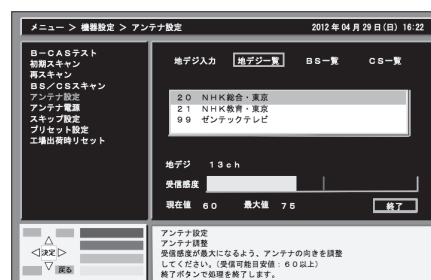 メニュー > 機器設定 > アンテナ設定 2012年04月29日(日) 16:22
B-CASテスト
初期スキャン
再スキャン
BS/CSスキャン
アンテナ設定
アンテナ電源
スキップ設定
プリセット設定
工場出荷時リセット
地デジ入力 地デジ一覧 BS一覧 CS一覧
20 NHK総合・東京
21 NHK教育・東京
99 ゼンテックテレビ
地デジ 13ch
受信感度
現在値 60 最大値 75 終了
決定
戻る
アンテナ設定
アンテナ調整
受信感度が最大になるよう、アンテナの向きを調整
してください。(受信可能目安値:60以上)
終了ボタンで処理を終了します。